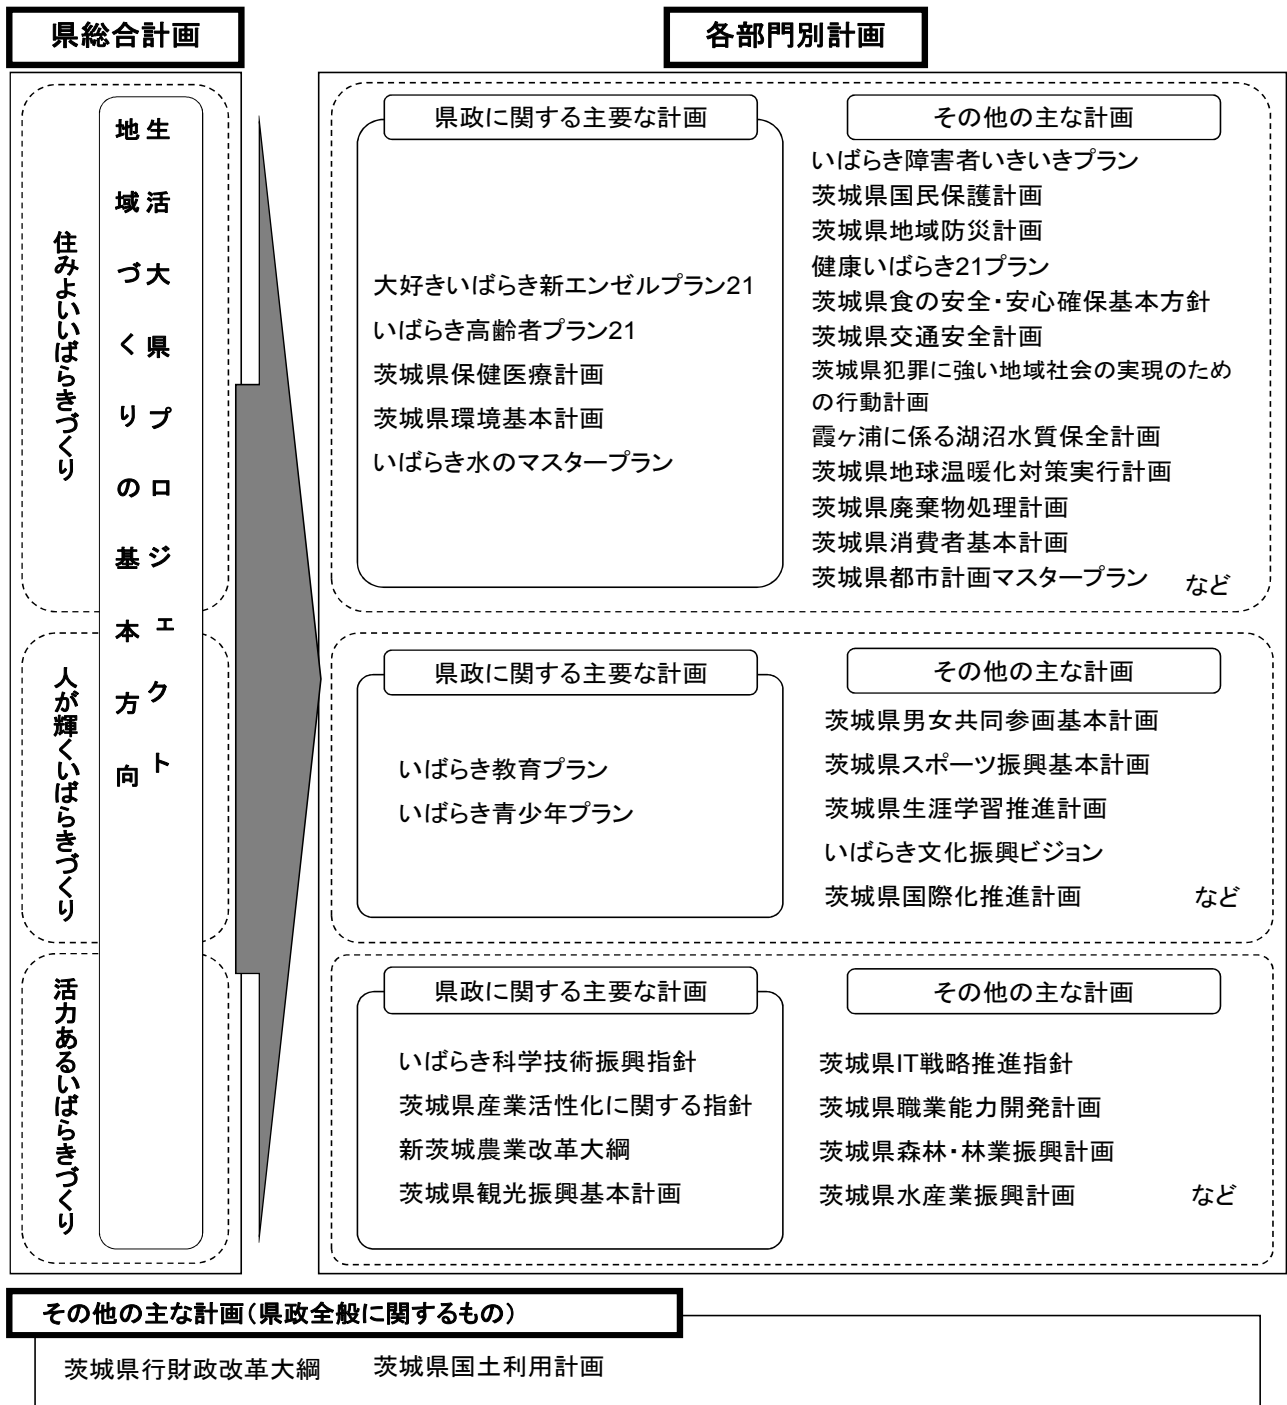 県総合計画
各部門別計画
住みよいいばらきづくり
人が輝くいばらきづくり
活力あるいばらきづくり
生活大県プロジェクト
地域づくりの基本方向
県政に関する主要な計画
大好きいばらき新エンゼルプラン21
いばらき高齢者プラン21
茨城県保健医療計画
茨城県環境基本計画
いばらき水のマスタープラン
その他の主な計画
いばらき障害者いきいきプラン
茨城県国民保護計画
茨城県地域防災計画
健康いばらき21プラン
茨城県食の安全・安心確保基本方針
茨城県交通安全計画
茨城県犯罪に強い地域社会の実現のため
の行動計画
霞ヶ浦に係る湖沼水質保全計画
茨城県地球温暖化対策実行計画
茨城県廃棄物処理計画
茨城県消費者基本計画
茨城県都市計画マスタープラン など
県政に関する主要な計画
いばらき教育プラン
いばらき青少年プラン
その他の主な計画
茨城県男女共同参画基本計画
茨城県スポーツ振興基本計画
茨城県生涯学習推進計画
いばらき文化振興ビジョン
茨城県国際化推進計画 など
県政に関する主要な計画
いばらき科学技術振興指針
茨城県産業活性化に関する指針
新茨城農業改革大綱
茨城県観光振興基本計画
その他の主な計画
茨城県IT戦略推進指針
茨城県職業能力開発計画
茨城県森林・林業振興計画
茨城県水産業振興計画 など
その他の主な計画（県政全般に関するもの）
茨城県行財政改革大綱 茨城県国土利用計画